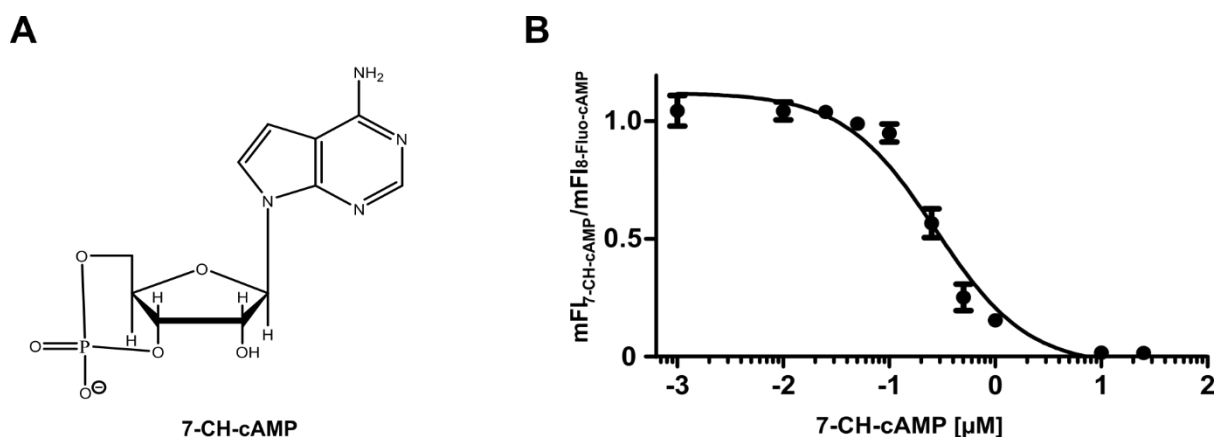 A
NH₂
N
N
N
O
O
H
H
H
H
O=P
O
OH
O⊖
7-CH-cAMP
B
mFI7-CH-cAMP/mFI8-Fluo-cAMP
1.0
0.5
0
-3 -2 -1 0 1 2
7-CH-cAMP [µM]